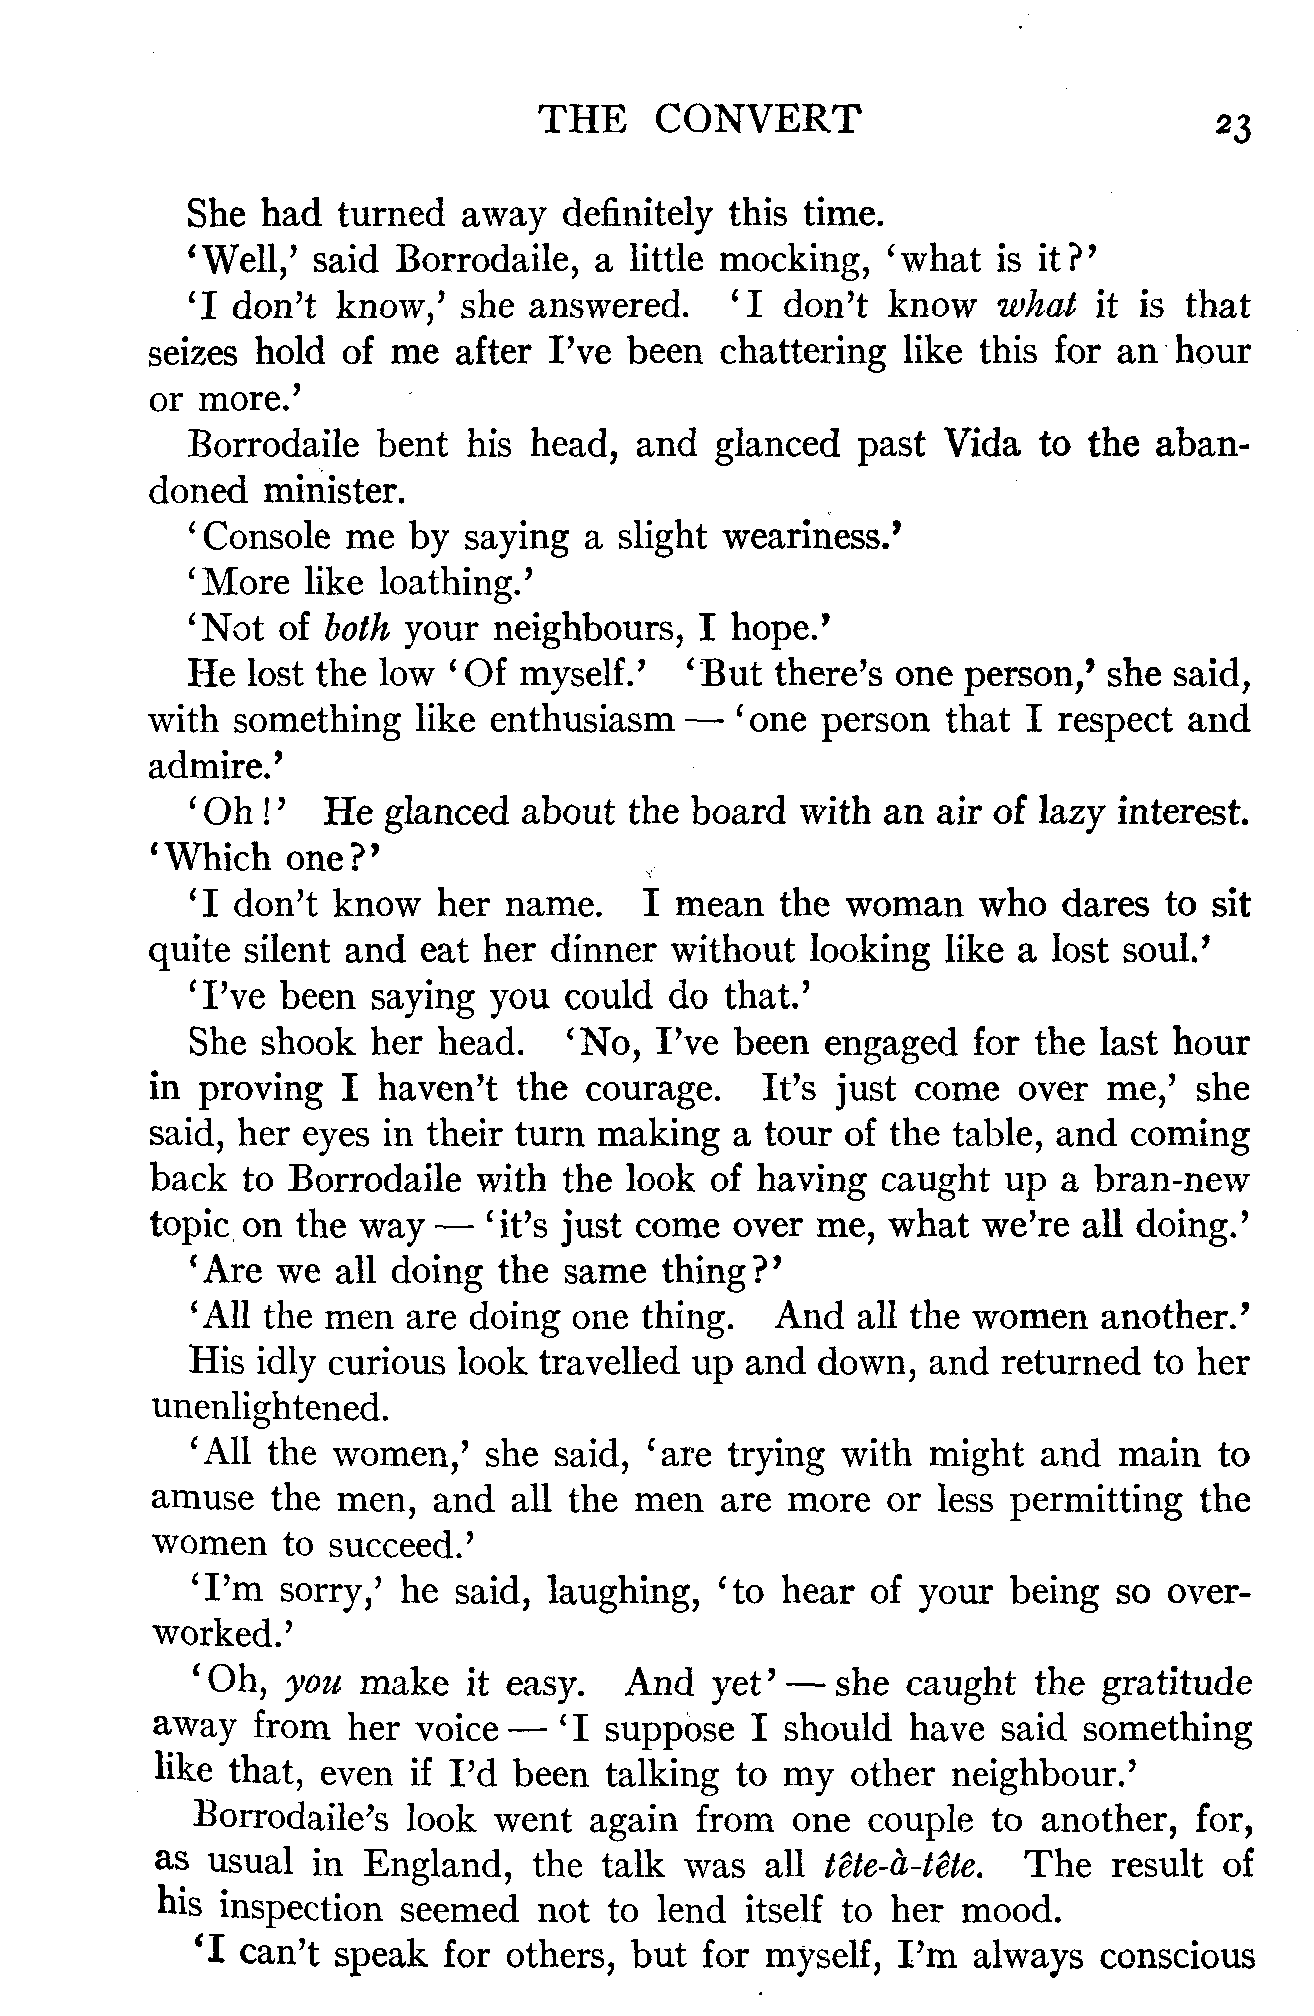 THE CONVERT 23
She had turned away definitely this time.
‘Well,’ said Borrodaile, a little mocking, ‘what is it?’
‘I don't know,’ she answered. ‘I don't know what it is that
seizes hold of me after I've been chattering like this for an hour
or more.’
Borrodaile bent his head, and glanced past Vida to the aban-
doned minister.
‘Console me by saying a slight weariness.’
‘More like loathing.’
‘Not of both your neighbours, I hope.’
He lost the low ‘Of myself.’ ‘But there's one person,’ she said,
with something like enthusiasm — ‘one person that I respect and
admire.’
‘Oh!’ He glanced about the board with an air of lazy interest.
‘Which one?’
‘I don't know her name. I mean the woman who dares to sit
quite silent and eat her dinner without looking like a lost soul.’
‘I've been saying you could do that.’
She shook her head. ‘No, I've been engaged for the last hour
in proving I haven't the courage. It's just come over me,’ she
said, her eyes in their turn making a tour of the table, and coming
back to Borrodaile with the look of having caught up a bran-new
topic on the way — ‘it's just come over me, what we're all doing.’
‘Are we all doing the same thing?’
‘All the men are doing one thing. And all the women another.’
His idly curious look travelled up and down, and returned to her
unenlightened.
‘All the women,’ she said, ‘are trying with might and main to
amuse the men, and all the men are more or less permitting the
women to succeed.’
‘I'm sorry,’ he said, laughing, ‘to hear of your being so over-
worked.’
‘Oh, you make it easy. And yet’ — she caught the gratitude
away from her voice — ‘I suppose I should have said something
like that, even if I'd been talking to my other neighbour.’
Borrodaile's look went again from one couple to another, for,
as usual in England, the talk was all tête-à-tête. The result of
his inspection seemed not to lend itself to her mood.
‘I can't speak for others, but for myself, I'm always conscious